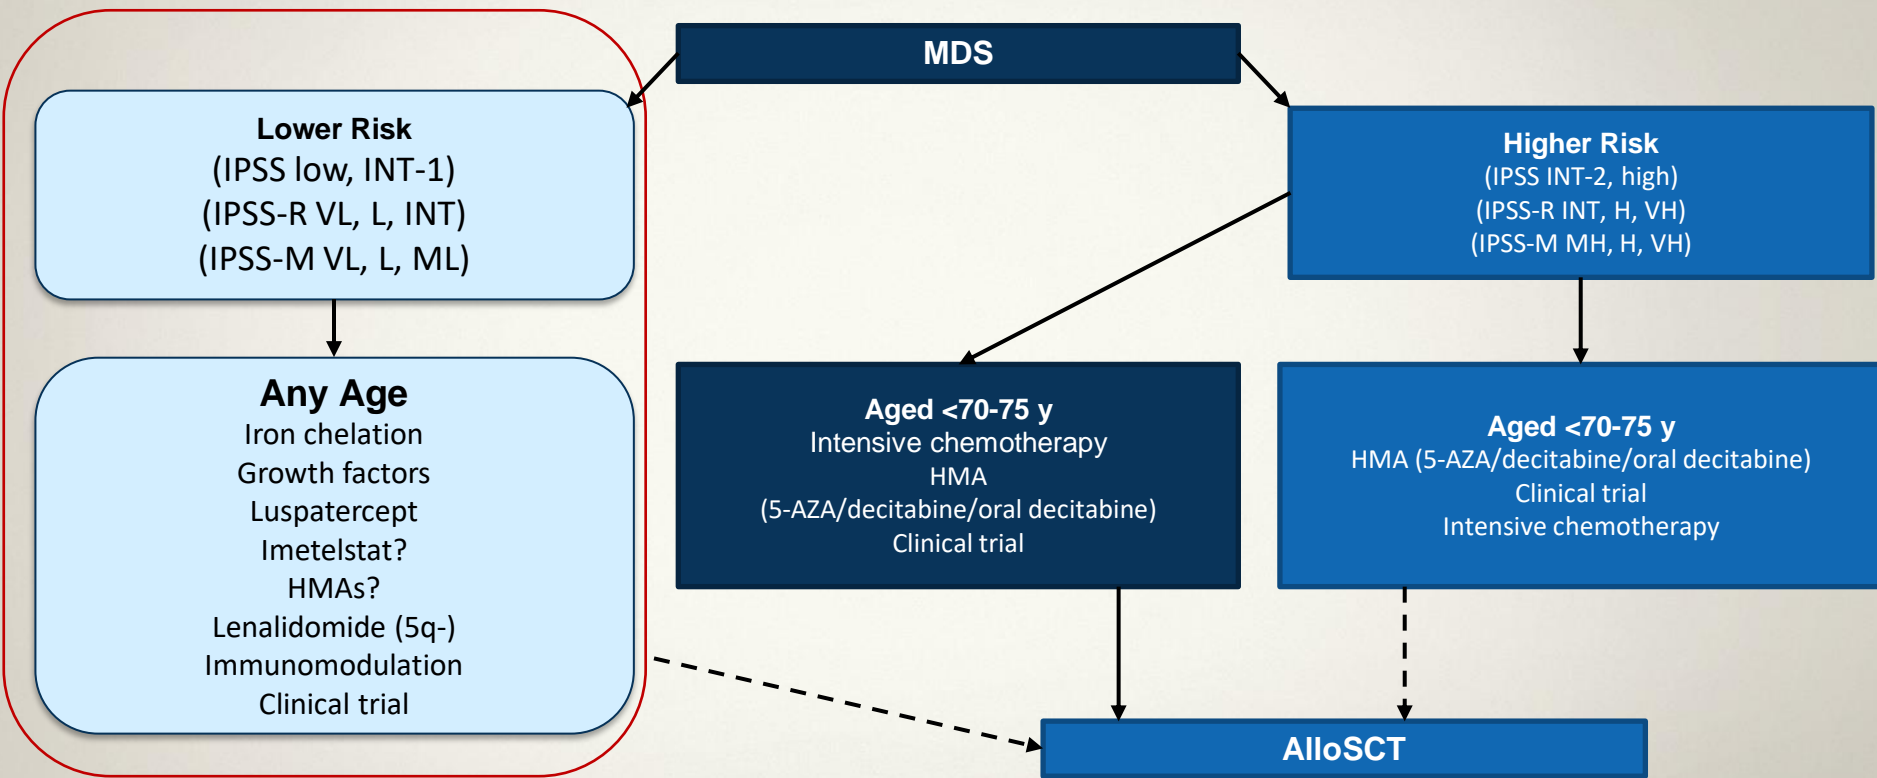 MDS
Lower Risk
(IPSS low, INT-1)
(IPSS-R VL, L, INT)
(IPSS-M VL, L, ML)
Higher Risk
(IPSS INT-2, high)
(IPSS-R INT, H, VH)
(IPSS-M MH, H, VH)
Any Age
Iron chelation
Growth factors
Luspatercept
Imetelstat?
HMAs?
Lenalidomide (5q-)
Immunomodulation
Clinical trial
Aged <70-75 y
Intensive chemotherapy
HMA
(5-AZA/decitabine/oral decitabine)
Clinical trial
Aged <70-75 y
HMA (5-AZA/decitabine/oral decitabine)
Clinical trial
Intensive chemotherapy
AlloSCT